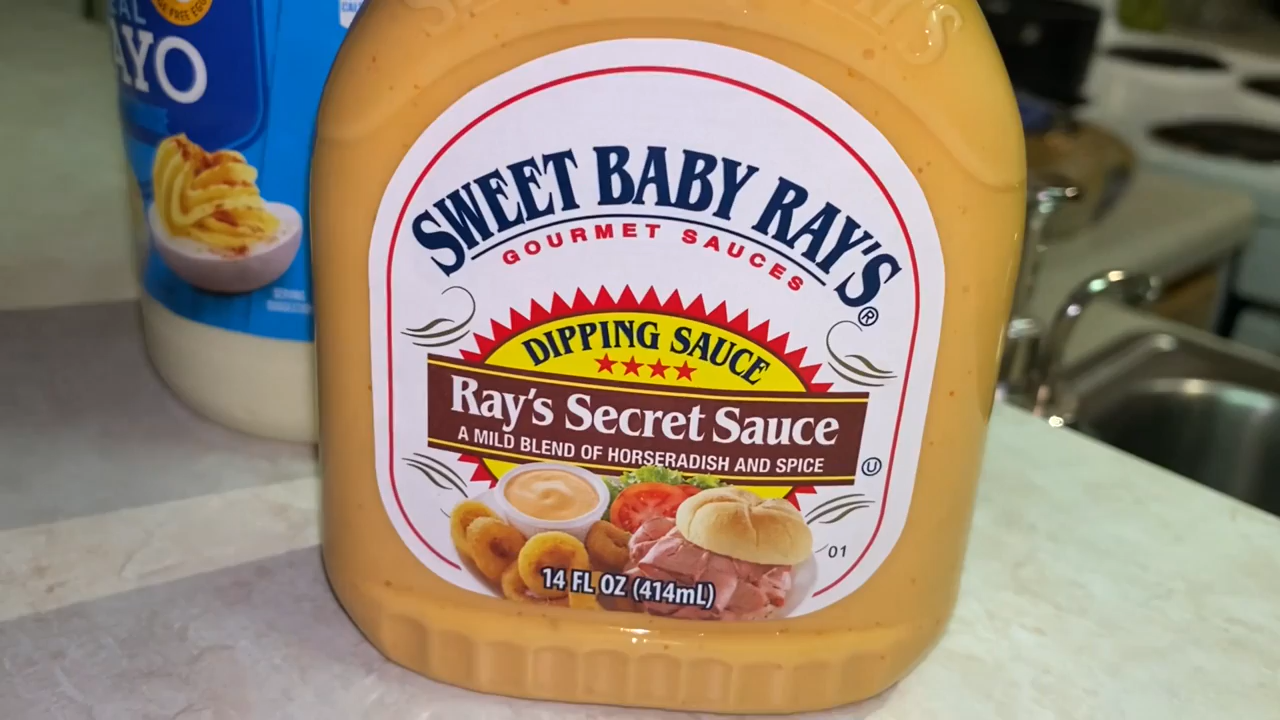 MAYO
SWEET BABY RAY'S®
GOURMET SAUCES
DIPPING SAUCE
Ray's Secret Sauce
A MILD BLEND OF HORSERADISH AND SPICE
U
01
14 FL OZ (414mL)